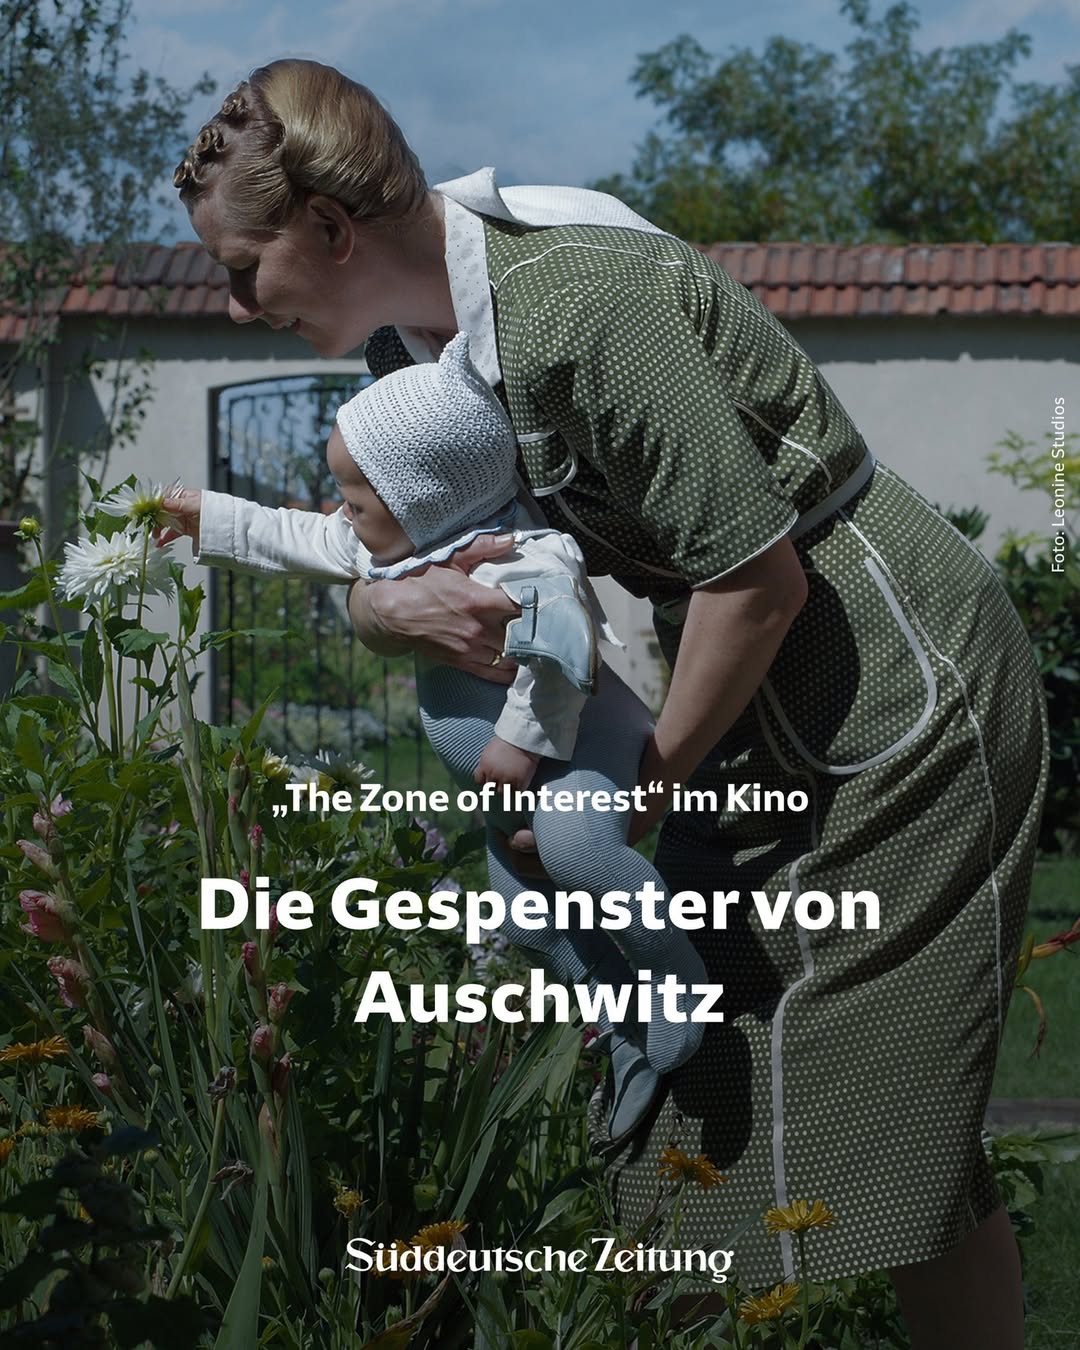 „The Zone of Interest“ im Kino
Die Gespenster von
Auschwitz
Süddeutsche Zeitung
Foto: Leonine Studios